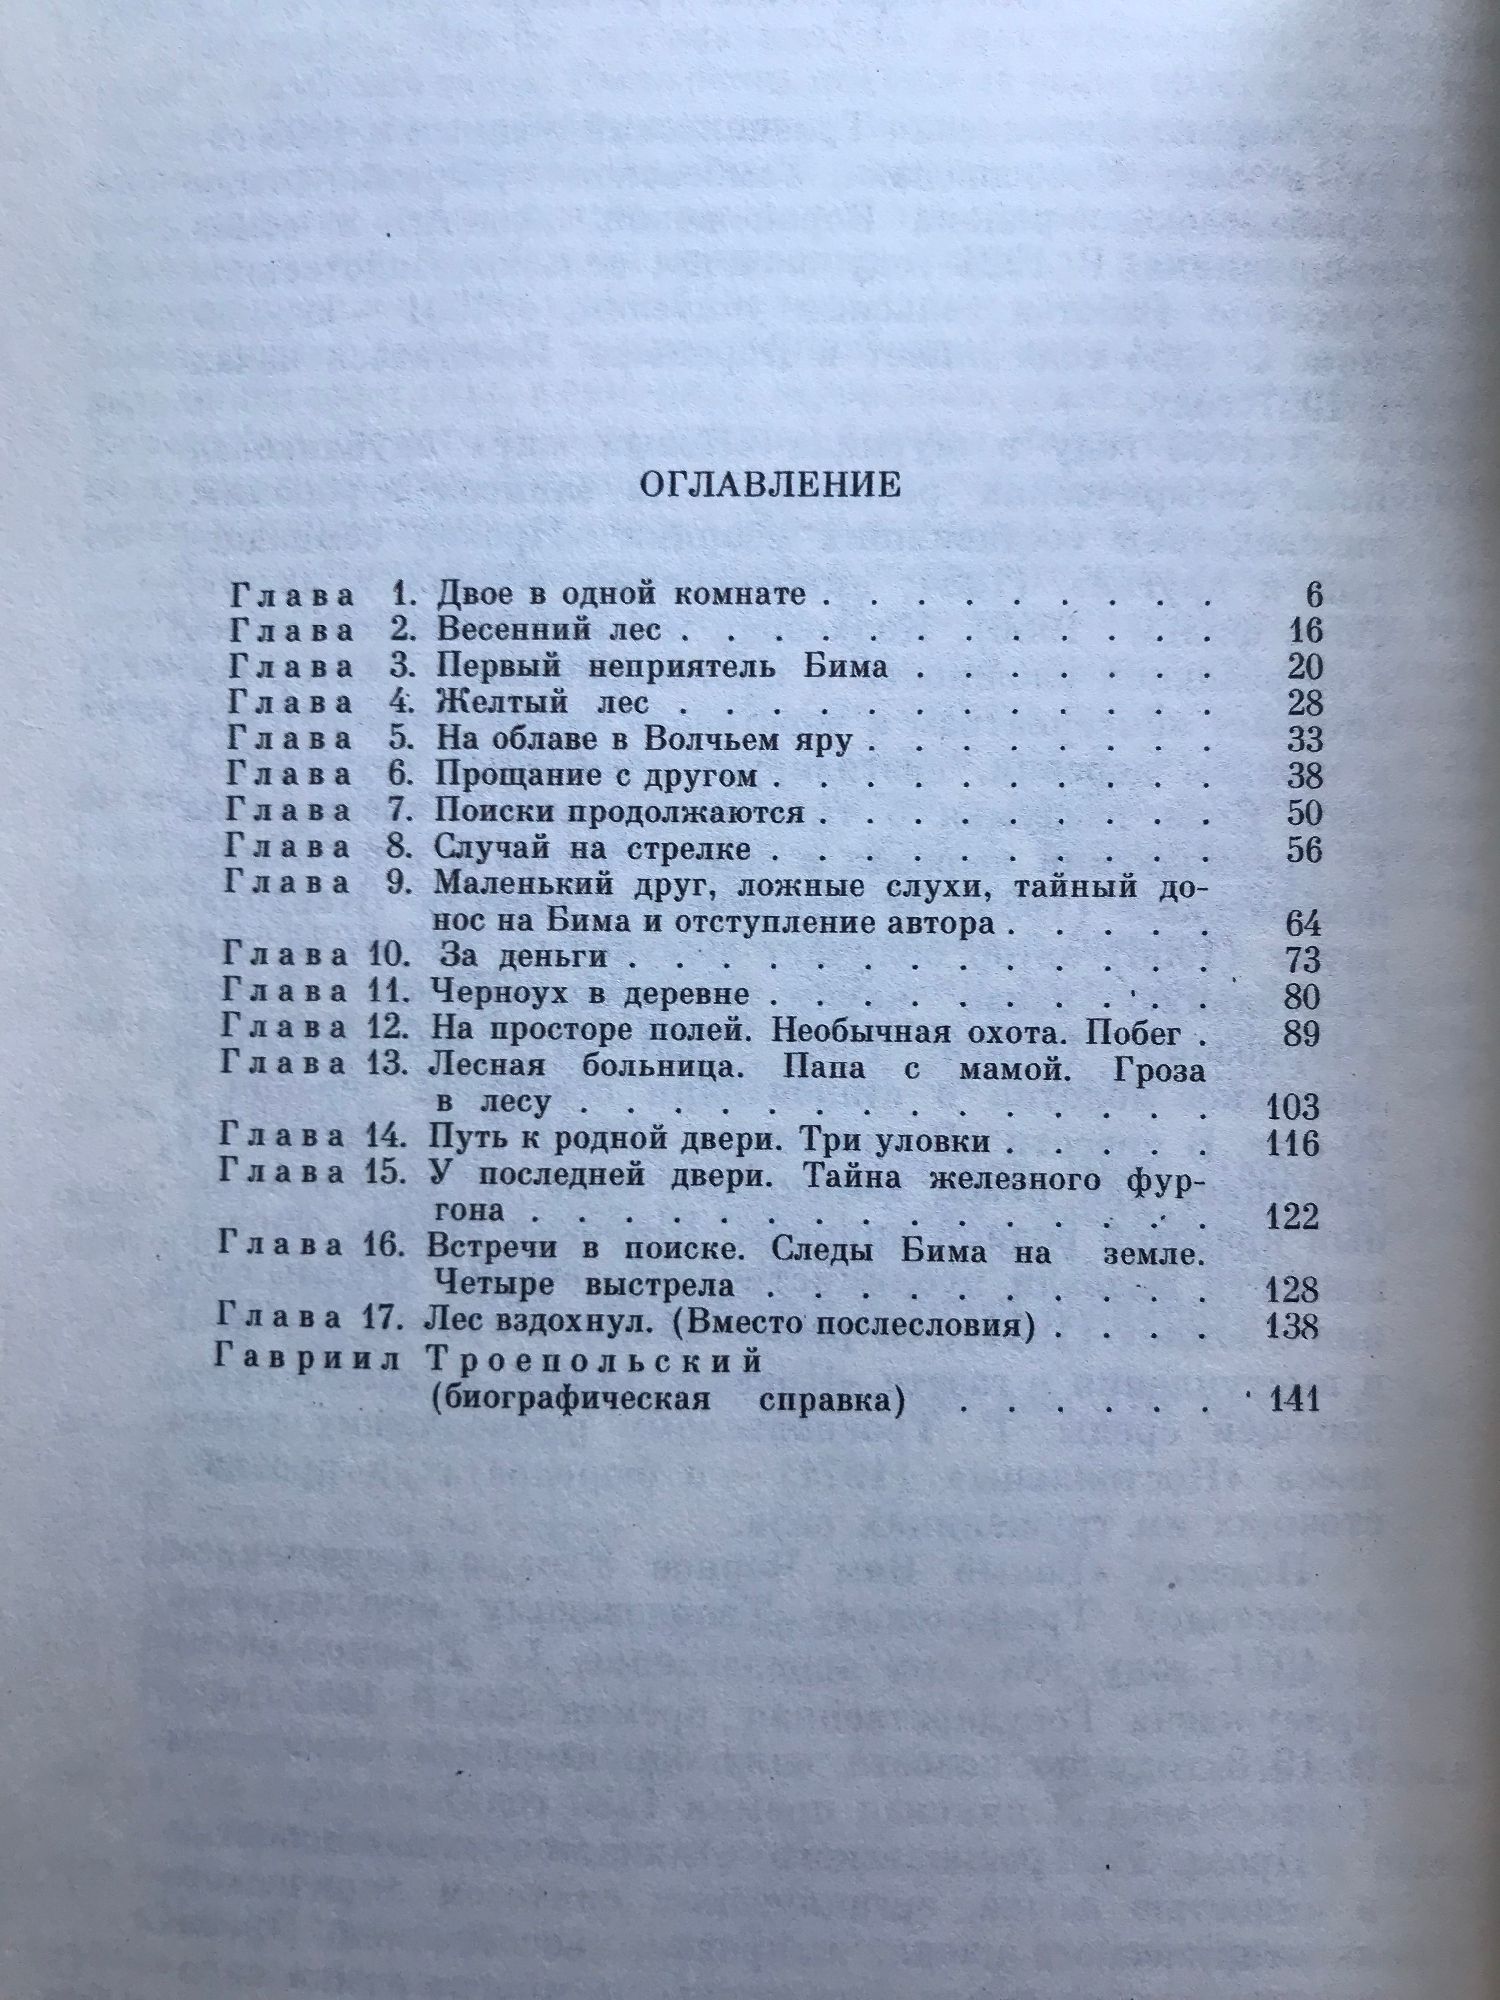 ОГЛАВЛЕНИЕ
Глава 1. Двое в одной комнате . . . . . . . . . 6
Глава 2. Весенний лес . . . . . . . . . . . . 16
Глава 3. Первый неприятель Бима . . . . . . . 20
Глава 4. Желтый лес . . . . . . . . . . . . 28
Глава 5. На облаве в Волчьем яру . . . . . . . . 33
Глава 6. Прощание с другом . . . . . . . . . . 38
Глава 7. Поиски продолжаются . . . . . . . . . 50
Глава 8. Случай на стрелке . . . . . . . . . . 56
Глава 9. Маленький друг, ложные слухи, тайный до-
нос на Бима и отступление автора . . . . . 64
Глава 10. За деньги . . . . . . . . . . . . . 73
Глава 11. Черноух в деревне . . . . . . . . . . 80
Глава 12. На просторе полей. Необычная охота. Побег . 89
Глава 13. Лесная больница. Папа с мамой. Гроза
в лесу . . . . . . . . . . . . . . 103
Глава 14. Путь к родной двери. Три уловки . . . . . 116
Глава 15. У последней двери. Тайна железного фур-
гона . . . . . . . . . . . . . . . 122
Глава 16. Встречи в поиске. Следы Бима на земле.
Четыре выстрела . . . . . . . . . . 128
Глава 17. Лес вздохнул. (Вместо послесловия) . . . . 138
Гавриил Троепольский
(биографическая справка) . . . . . . 141